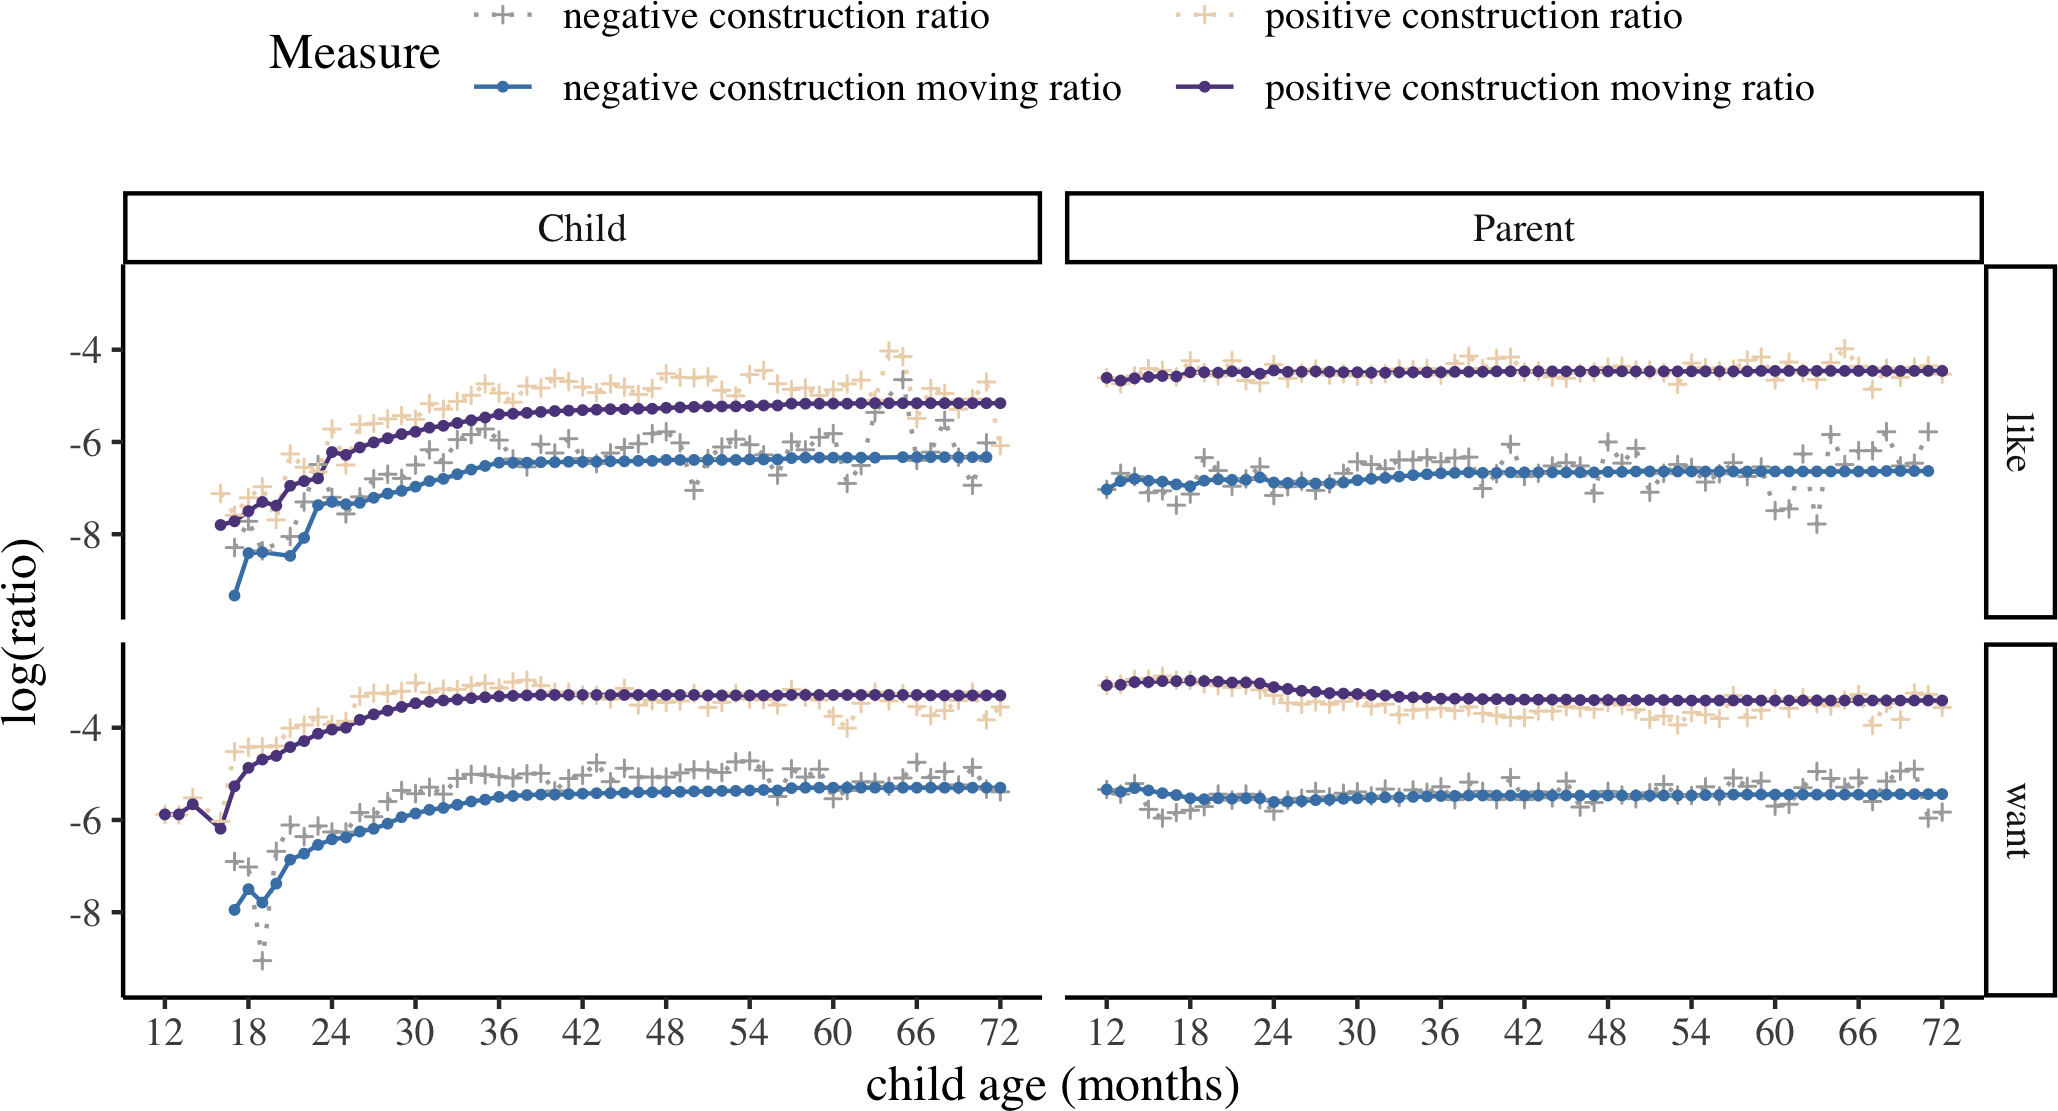 negative construction ratio
positive construction ratio
Measure
negative construction moving ratio
positive construction moving ratio
Child
Parent
-4
-6
-8
like
log(ratio)
-4
-6
-8
want
12 18 24 30 36 42 48 54 60 66 72
12 18 24 30 36 42 48 54 60 66 72
child age (months)